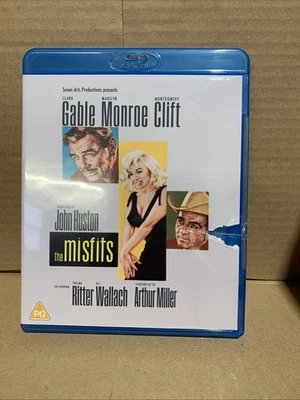 Seven Arts Productions presents
CLARK MARILYN MONTGOMERY
Gable Monroe Clift
DIRECTED BY
John Huston
the misfits
CO-STARRING THELMA ELI SCREENPLAY BY
Ritter Wallach Arthur Miller
PG